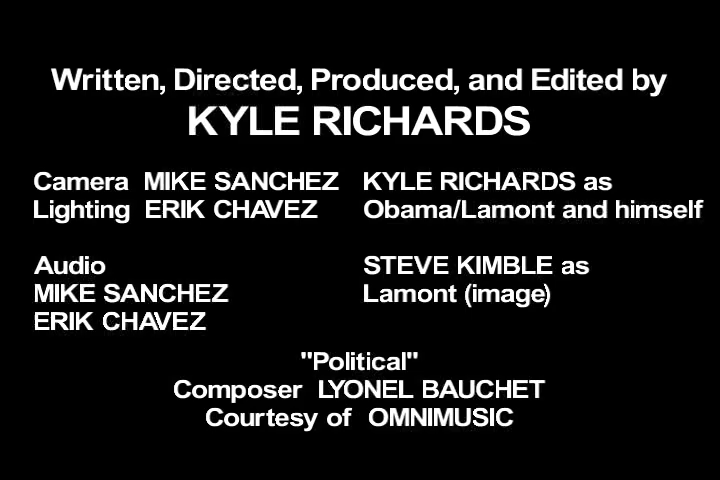 Written, Directed, Produced, and Edited by
KYLE RICHARDS
Camera MIKE SANCHEZ
Lighting ERIK CHAVEZ
KYLE RICHARDS as
Obama/Lamont and himself
Audio
MIKE SANCHEZ
ERIK CHAVEZ
STEVE KIMBLE as
Lamont (image)
"Political"
Composer LYONEL BAUCHET
Courtesy of OMNIMUSIC